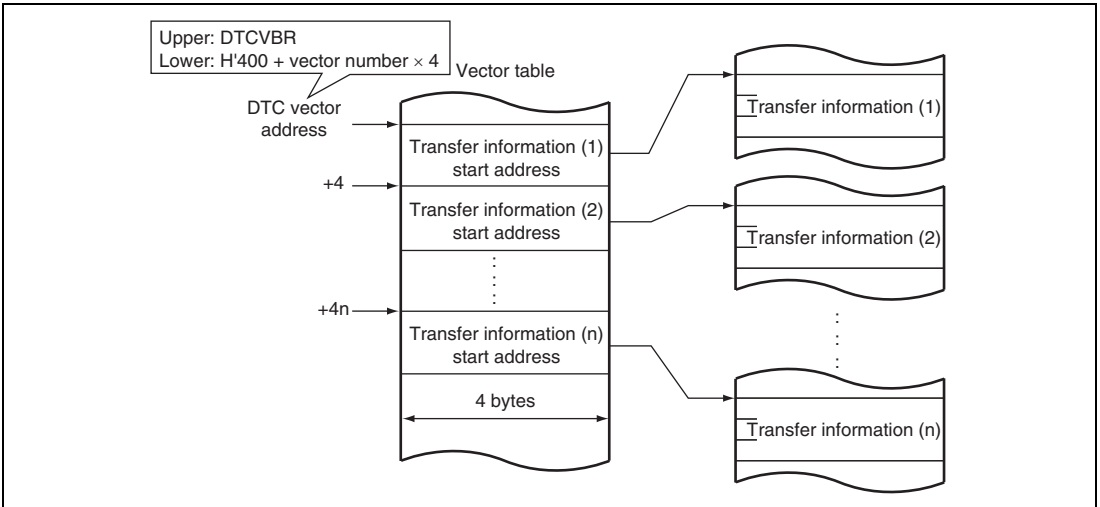 Upper: DTCVBR
Lower: H'400 + vector number × 4
Vector table
DTC vector
address
Transfer information (1)
start address
+4
Transfer information (2)
start address
+4n
Transfer information (n)
start address
4 bytes
Transfer information (1)
Transfer information (2)
Transfer information (n)